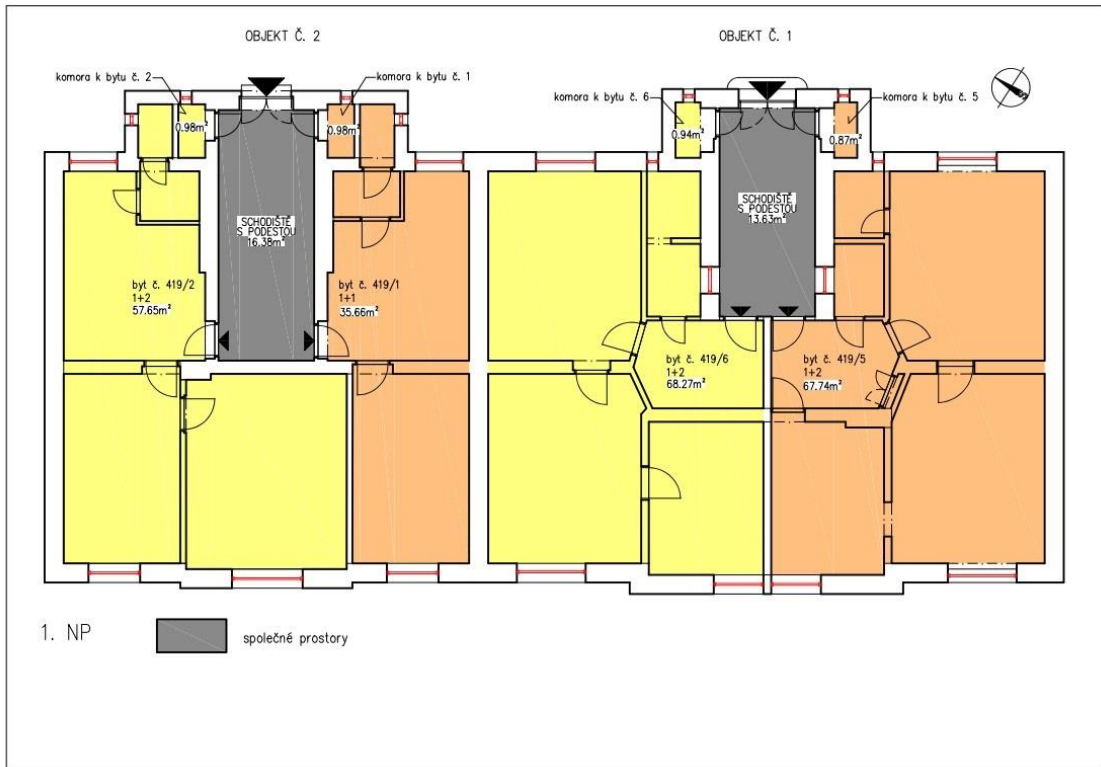 OBJEKT Č. 2
OBJEKT Č. 1
komora k bytu č. 2
komora k bytu č. 1
komora k bytu č. 6
komora k bytu č. 5
0.98m²
0.98m²
0.94m²
0.87m²
SCHODIŠTĚ
S PODESTOU
16.38m²
SCHODIŠTĚ
S PODESTOU
13.63m²
byt č. 419/2
1+2
57.65m²
byt č. 419/1
1+1
35.66m²
byt č. 419/6
1+2
68.27m²
byt č. 419/5
1+2
67.74m²
1. NP
společné prostory